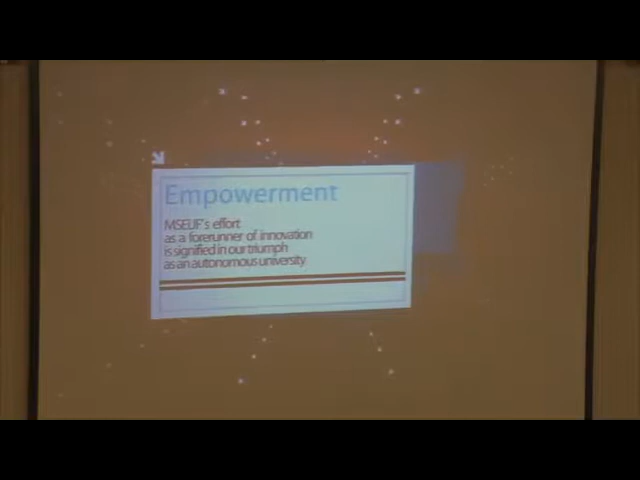 Empowerment
MSEUF's effort
as a forerunner of innovation
is signified in our triumph
as an autonomous university